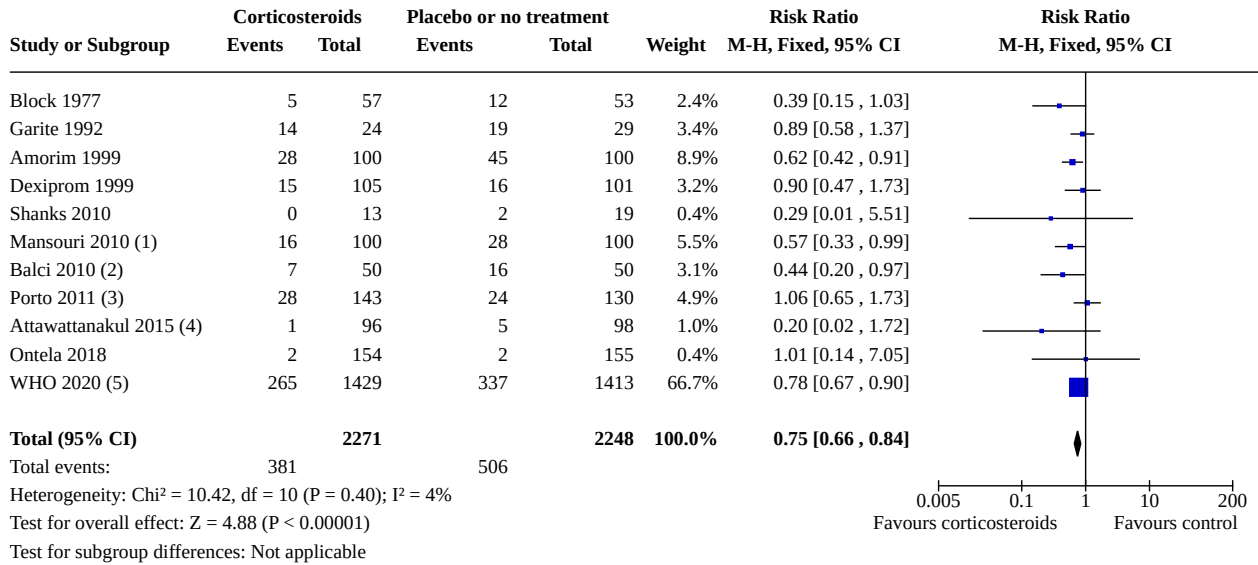 Corticosteroids Placebo or no treatment Risk Ratio Risk Ratio
Study or Subgroup Events Total Events Total Weight M-H, Fixed, 95% CI M-H, Fixed, 95% CI
Block 1977 5 57 12 53 2.4% 0.39 [0.15 , 1.03]
Garite 1992 14 24 19 29 3.4% 0.89 [0.58 , 1.37]
Amorim 1999 28 100 45 100 8.9% 0.62 [0.42 , 0.91]
Dexiprom 1999 15 105 16 101 3.2% 0.90 [0.47 , 1.73]
Shanks 2010 0 13 2 19 0.4% 0.29 [0.01 , 5.51]
Mansouri 2010 (1) 16 100 28 100 5.5% 0.57 [0.33 , 0.99]
Balci 2010 (2) 7 50 16 50 3.1% 0.44 [0.20 , 0.97]
Porto 2011 (3) 28 143 24 130 4.9% 1.06 [0.65 , 1.73]
Attawattanakul 2015 (4) 1 96 5 98 1.0% 0.20 [0.02 , 1.72]
Ontela 2018 2 154 2 155 0.4% 1.01 [0.14 , 7.05]
WHO 2020 (5) 265 1429 337 1413 66.7% 0.78 [0.67 , 0.90]
Total (95% CI) 2271 2248 100.0% 0.75 [0.66 , 0.84]
Total events: 381 506
Heterogeneity: Chi² = 10.42, df = 10 (P = 0.40); I² = 4%
0.005 0.1 1 10 200
Test for overall effect: Z = 4.88 (P < 0.00001)
Favours corticosteroids Favours control
Test for subgroup differences: Not applicable